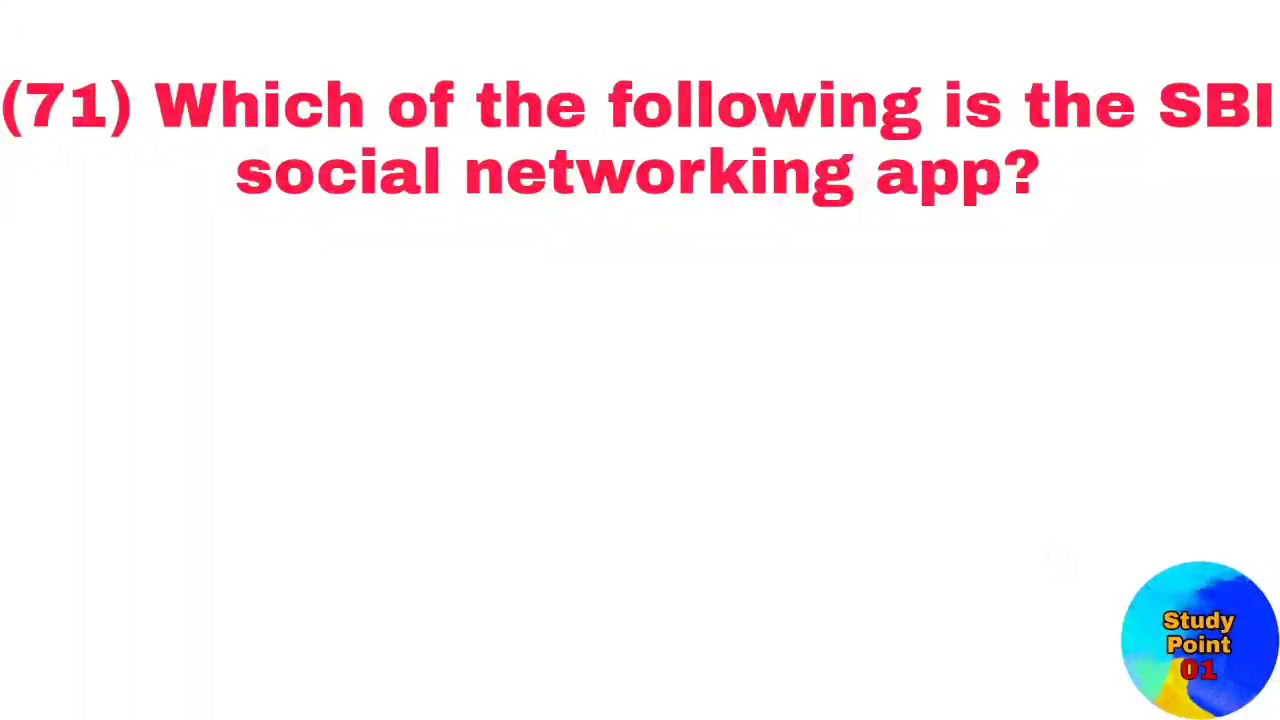 (71) Which of the following is the SBI
social networking app?
Study
Point
01